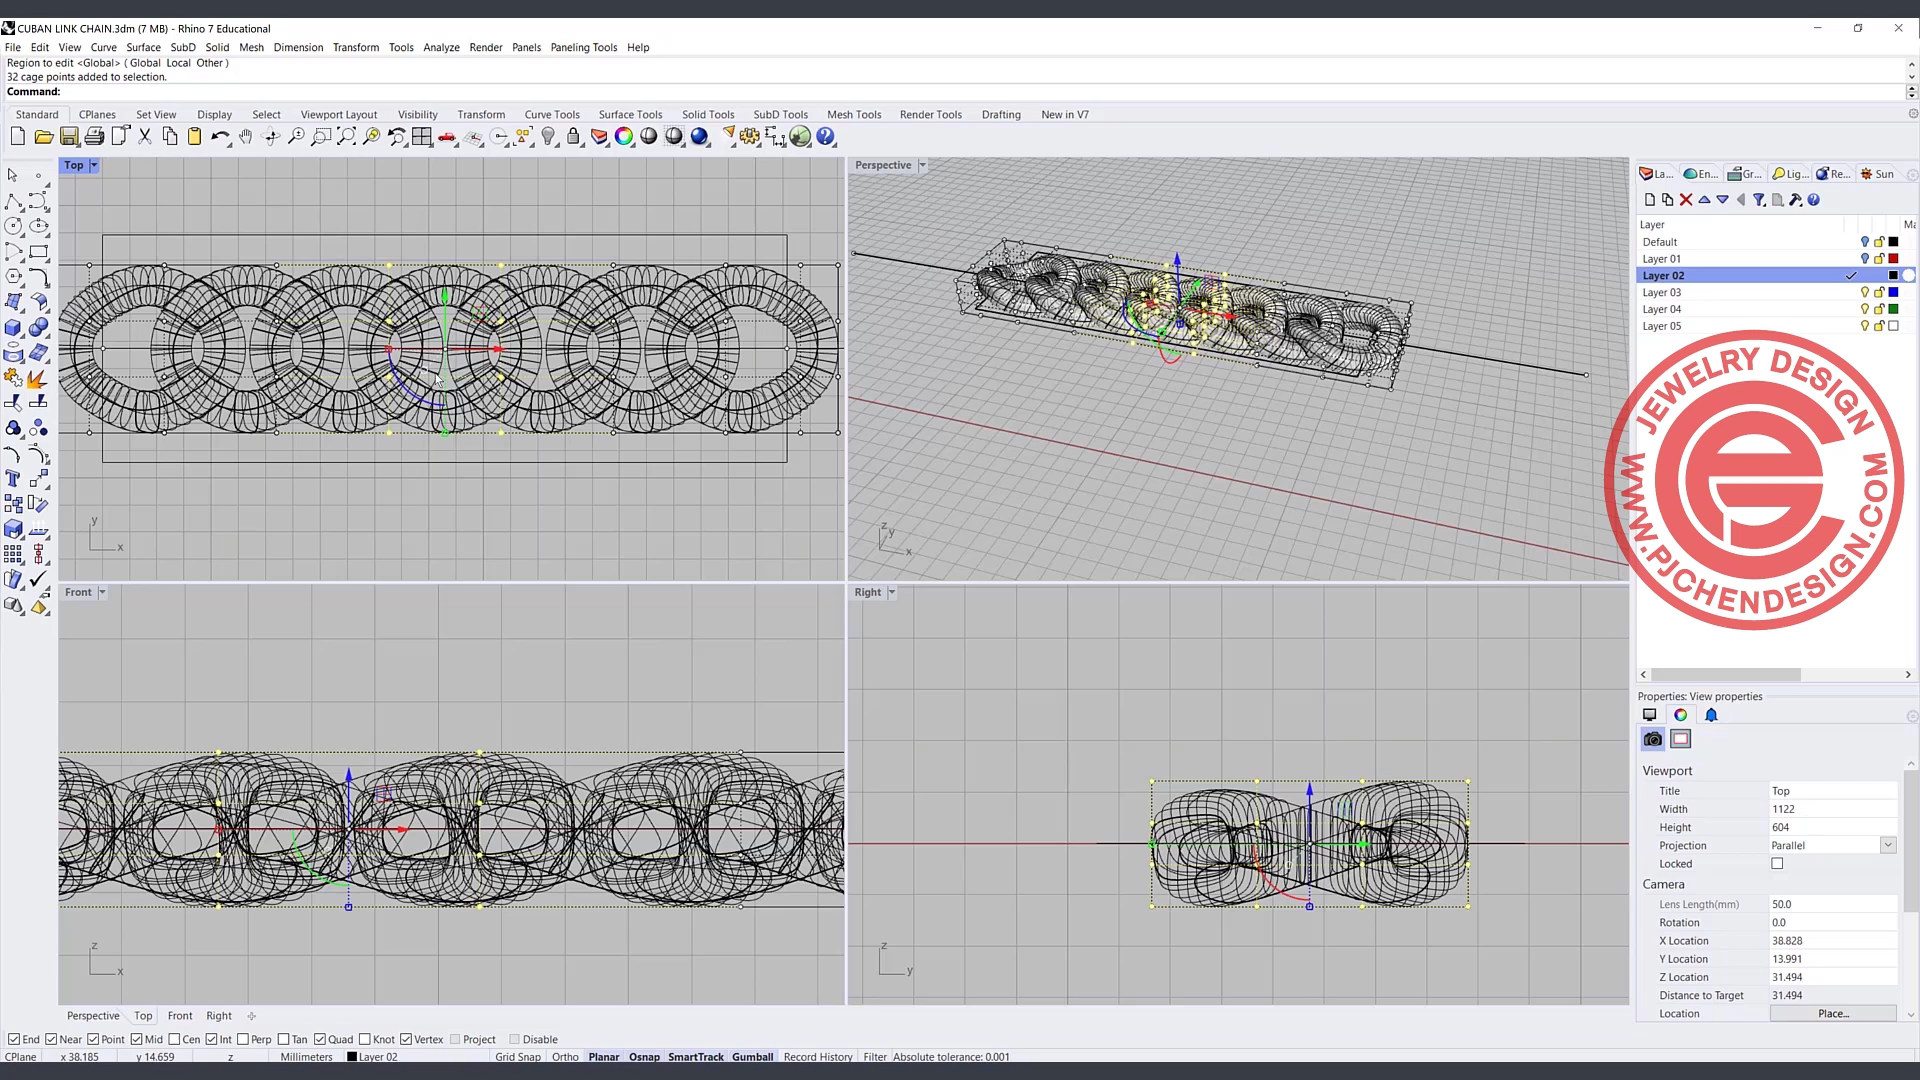 CUBAN LINK CHAIN.3dm (7 MB) - Rhino 7 Educational
File Edit View Curve Surface SubD Solid Mesh Dimension Transform Tools Analyze Render Panels Paneling Tools Help
Region to edit <Global> ( Global Local Other )
32 cage points added to selection.
Command:
Standard CPlanes Set View Display Select Viewport Layout Visibility Transform Curve Tools Surface Tools Solid Tools SubD Tools Mesh Tools Render Tools Drafting New in V7
Top
Perspective
La... En... Gr... Lig... Re... Sun
Layer Ma
Default
Layer 01
Layer 02
Layer 03
Layer 04
Layer 05
JEWELRY DESIGN
WWW.PJCHENDESIGN.COM
y
x
z
y
x
Front
Right
z
x
z
y
Properties: View properties
Viewport
Title Top
Width 1122
Height 604
Projection Parallel
Locked
Camera
Lens Length(mm) 50.0
Rotation 0.0
X Location 38.828
Y Location 13.991
Z Location 31.494
Distance to Target 31.494
Location Place...
Perspective Top Front Right
End Near Point Mid Cen Int Perp Tan Quad Knot Vertex Project Disable
CPlane x 38.185 y 14.659 z Millimeters Layer 02 Grid Snap Ortho Planar Osnap SmartTrack Gumball Record History Filter Absolute tolerance: 0.001